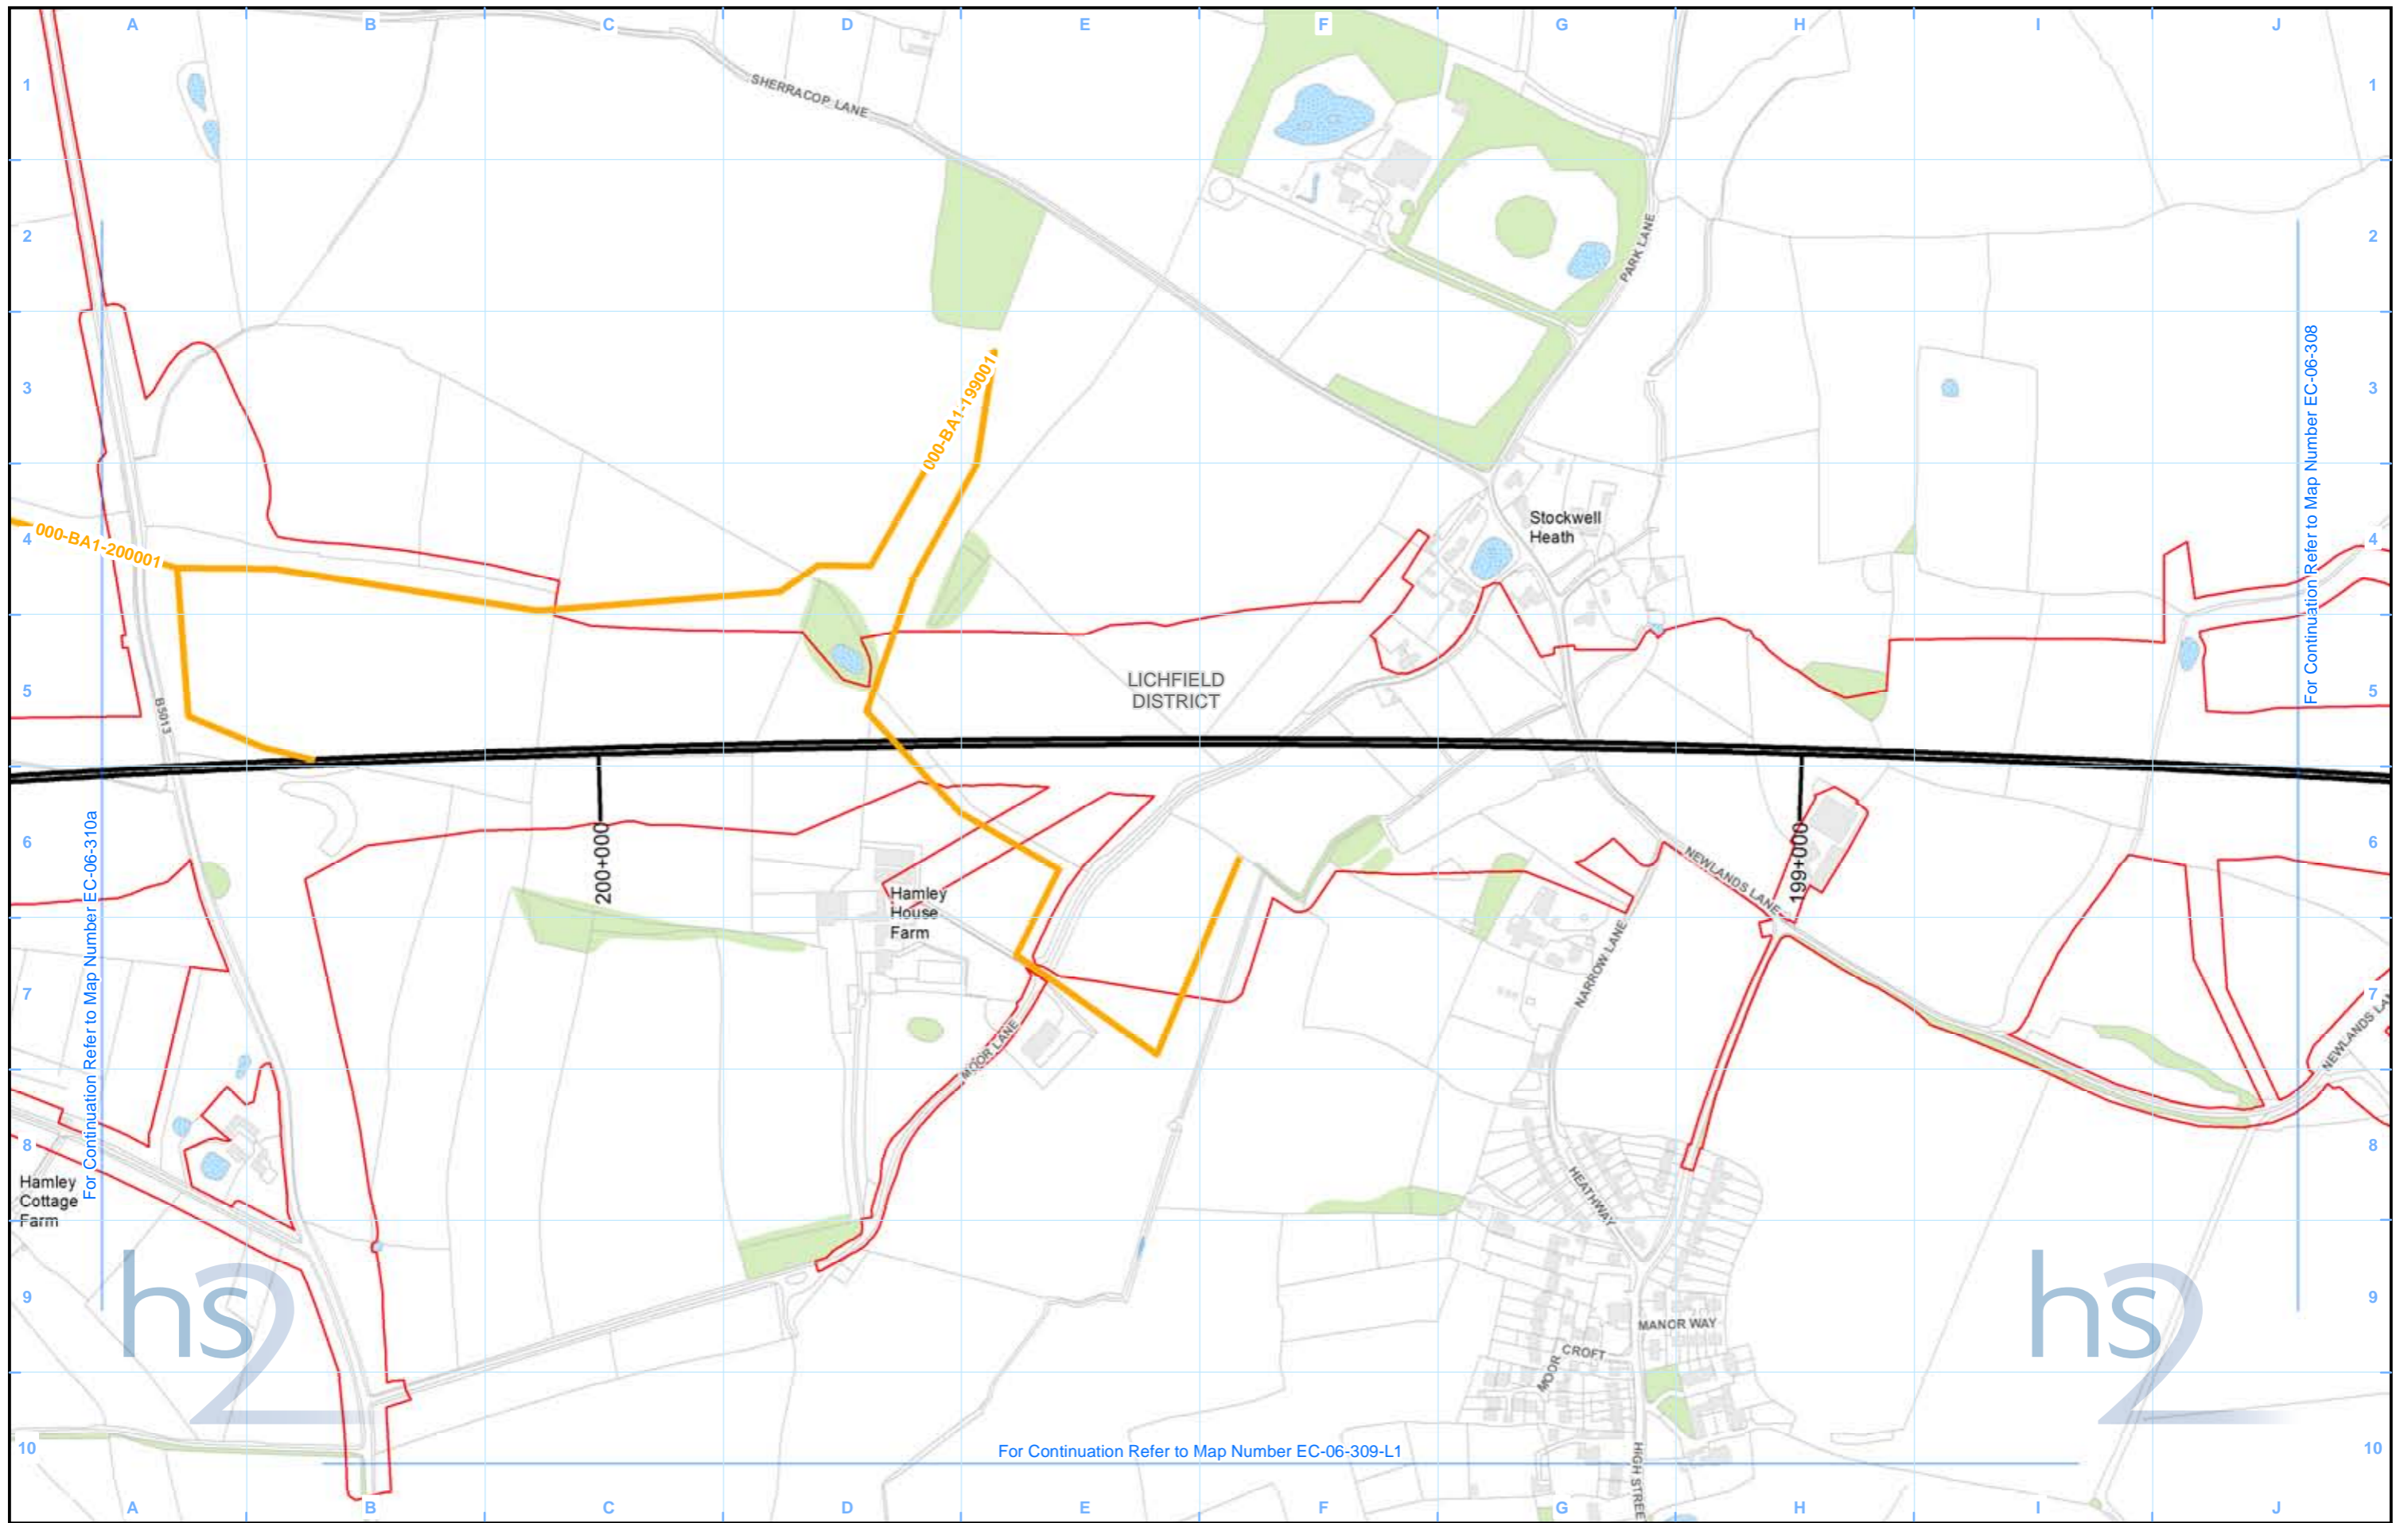 A B C D E F G H I J
1 1
SHERRACOP LANE
2 2
PARK LANE
3 3
000-BA1-199001
For Continuation Refer to Map Number EC-06-308
Stockwell
Heath
4 4
000-BA1-200001
LICHFIELD
DISTRICT
5 5
B5013
6 6
For Continuation Refer to Map Number EC-06-310a
200+000
199+000
NEWLANDS LANE
Hamley
House
Farm
NARROW LANE
7 7
MOOR LANE
NEWLANDS LA
8 8
Hamley
Cottage
Farm
HEATHWAY
hs2
hs2
9 9
MANOR WAY
MOOR CROFT
10 10
For Continuation Refer to Map Number EC-06-309-L1
HIGH STREE
A B C D E F G H I J